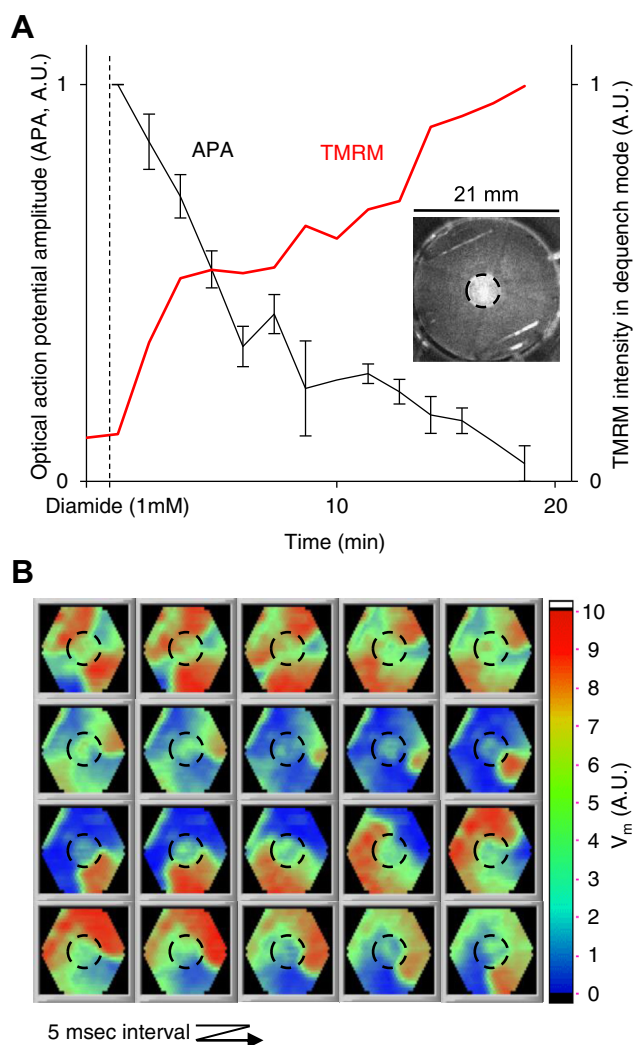 A
Optical action potential amplitude (APA, A.U.)
1
0
APA
TMRM
21 mm
1
0
TMRM intensity in dequench mode (A.U.)
Diamide (1mM)
10
20
Time (min)
B
10
9
8
7
6
5
4
3
2
1
0
Vm (A.U.)
5 msec interval